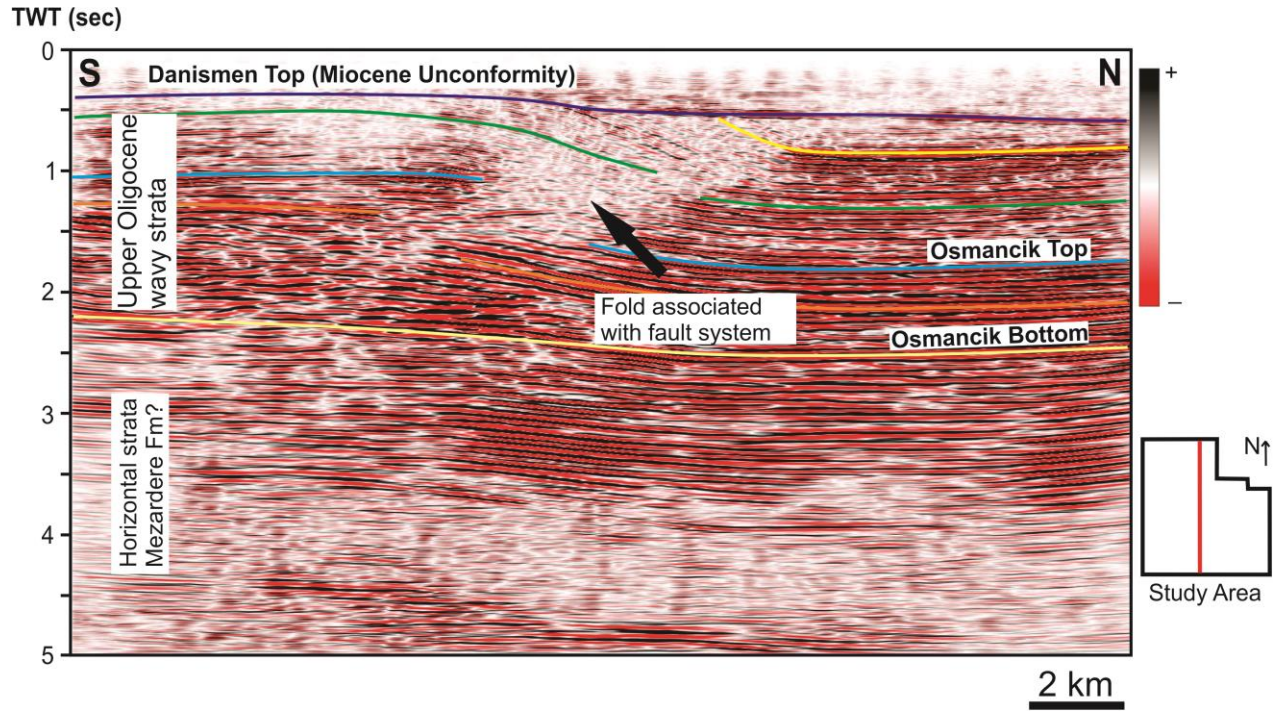 TWT (sec)
0
1
2
3
4
5
S
Danismen Top (Miocene Unconformity)
N
Upper Oligocene
wavy strata
Horizontal strata
Mezardere Fm?
Osmancik Top
Fold associated
with fault system
Osmancik Bottom
+
–
N↑
Study Area
2 km